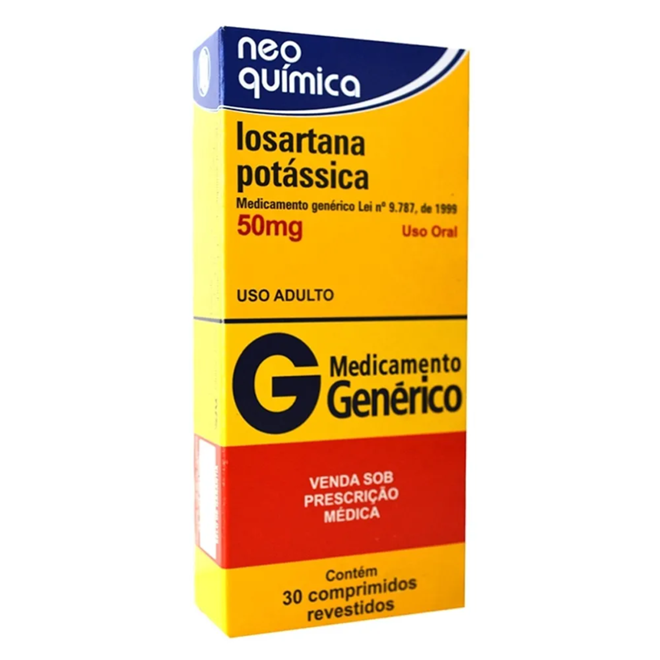 neo
química
losartana
potássica
Medicamento genérico Lei nº 9.787, de 1999
50mg Uso Oral
USO ADULTO
G Medicamento
Genérico
VENDA SOB
PRESCRIÇÃO
MÉDICA
Contém
30 comprimidos
revestidos